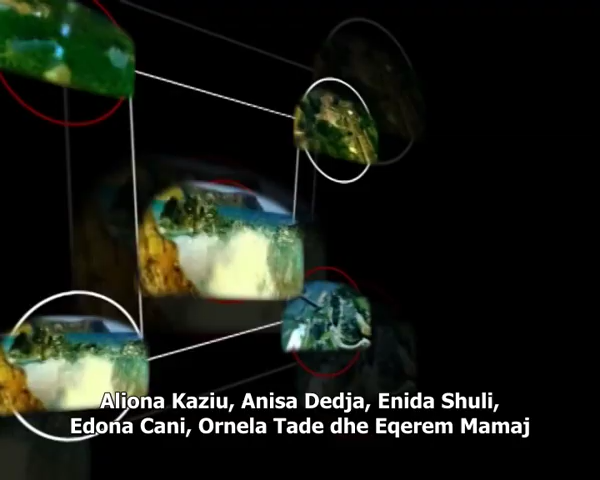 Aliona Kaziu, Anisa Dedja, Enida Shuli,
Edona Cani, Ornela Tade dhe Eqerem Mamaj